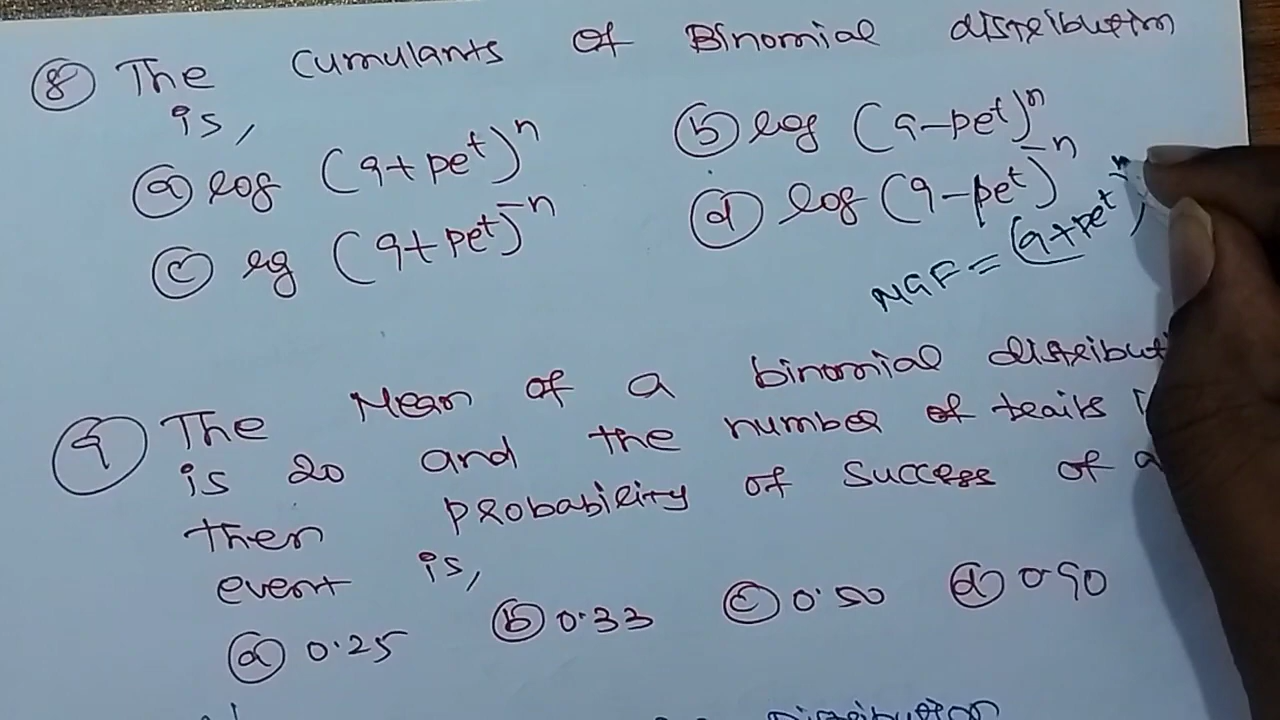 ⑧ The cumulants of Binomial distribution
is,
ⓐ log (q+pe^t)^n ⓑ log (q-pe^t)^n
ⓒ log (q+pe^t)^-n ⓓ log (q-pe^t)^-n
MGF = (q+pe^t)^n
⑨ The Mean of a binomial distributi
is 20 and the number of trails
then probability of success of a
event is,
ⓐ 0.25 ⓑ 0.33 ⓒ 0.50 ⓓ 0.90